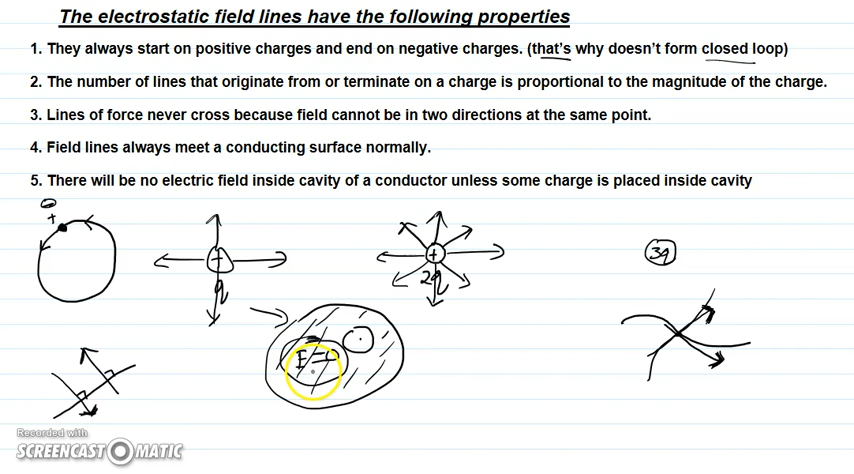 The electrostatic field lines have the following properties
1. They always start on positive charges and end on negative charges. (that's why doesn't form closed loop)
2. The number of lines that originate from or terminate on a charge is proportional to the magnitude of the charge.
3. Lines of force never cross because field cannot be in two directions at the same point.
4. Field lines always meet a conducting surface normally.
5. There will be no electric field inside cavity of a conductor unless some charge is placed inside cavity
+
+
q
+
2q
3q
E=0
Recorded with
SCREENCAST MATIC